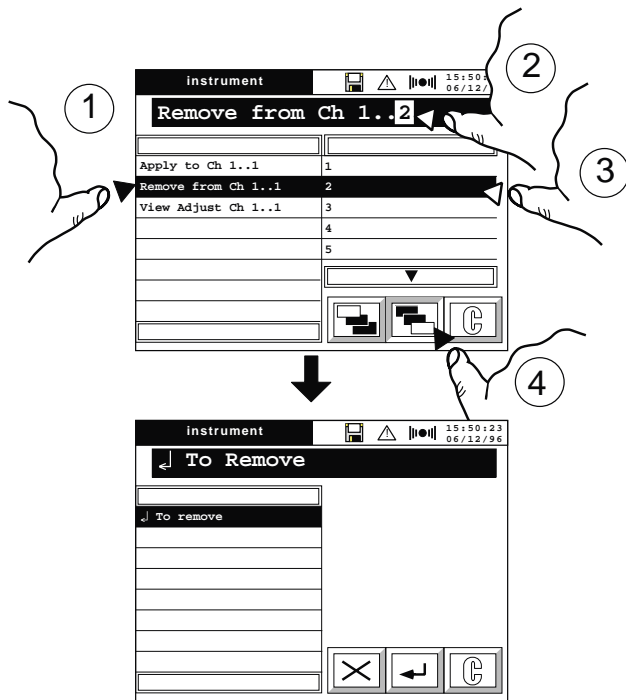 1
2
3
4
instrument
15:50:
06/12/
Remove from Ch 1..2
Apply to Ch 1..1
1
Remove from Ch 1..1
2
View Adjust Ch 1..1
3
4
5
C
instrument
15:50:23
06/12/96
↲ To Remove
↲ To remove
C